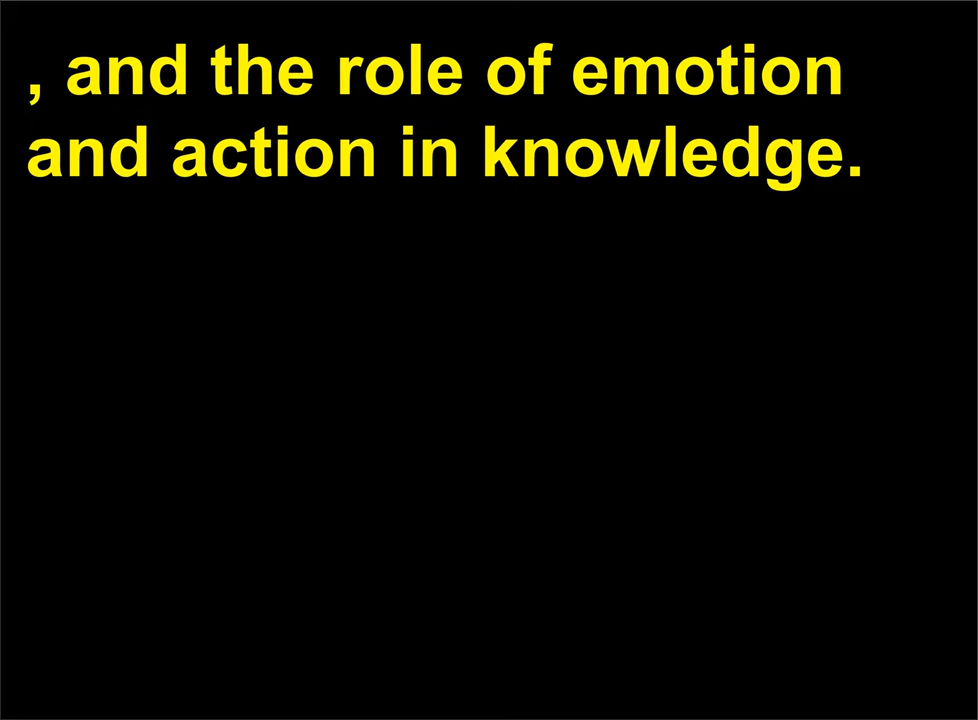 , and the role of emotion
and action in knowledge.